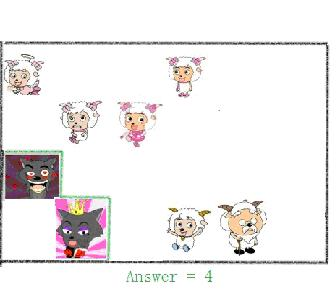 Answer = 4